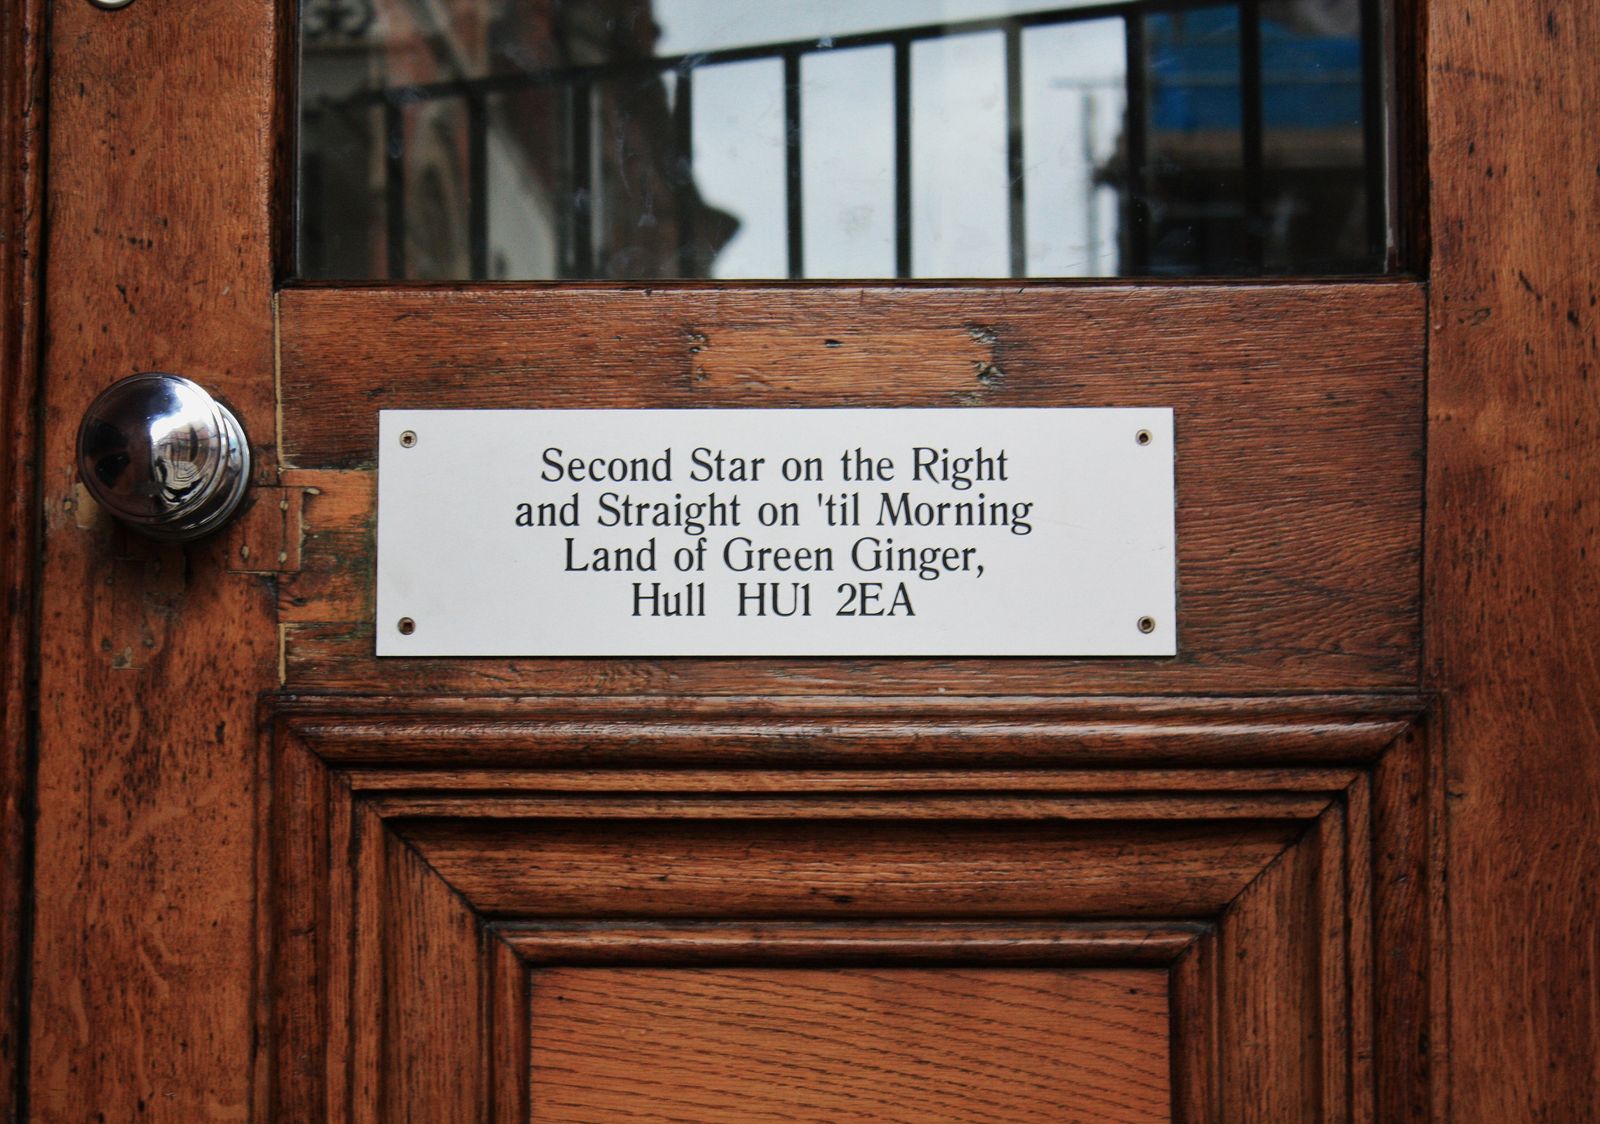 Second Star on the Right
and Straight on 'til Morning
Land of Green Ginger,
Hull HU1 2EA